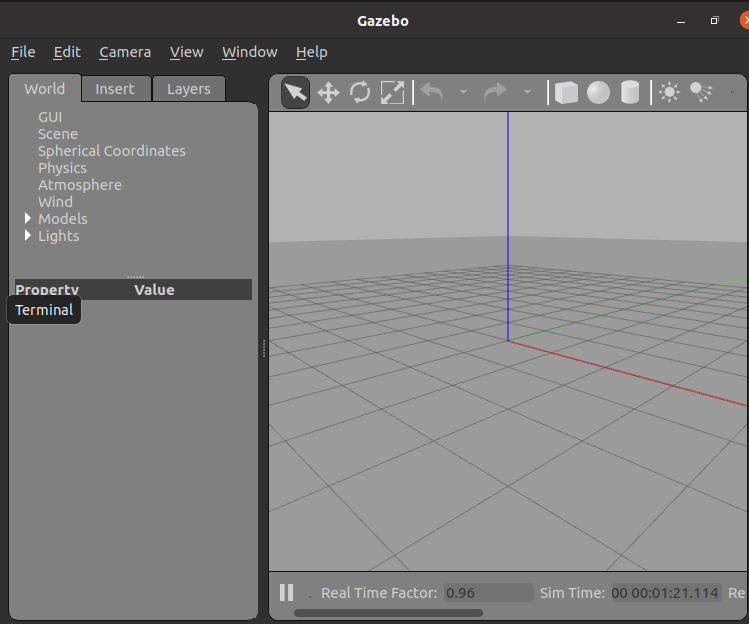 Gazebo
File Edit Camera View Window Help
World Insert Layers
GUI
Scene
Spherical Coordinates
Physics
Atmosphere
Wind
Models
Lights
Property Value
Terminal
Real Time Factor: 0.96 Sim Time: 00 00:01:21.114 Re